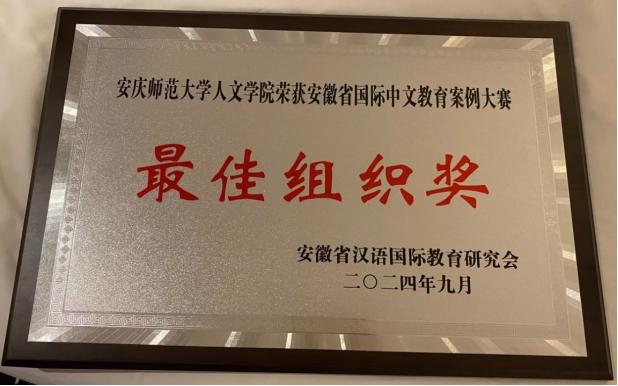 安庆师范大学人文学院荣获安徽省国际中文教育案例大赛
最佳组织奖
安徽省汉语国际教育研究会
二〇二四年九月